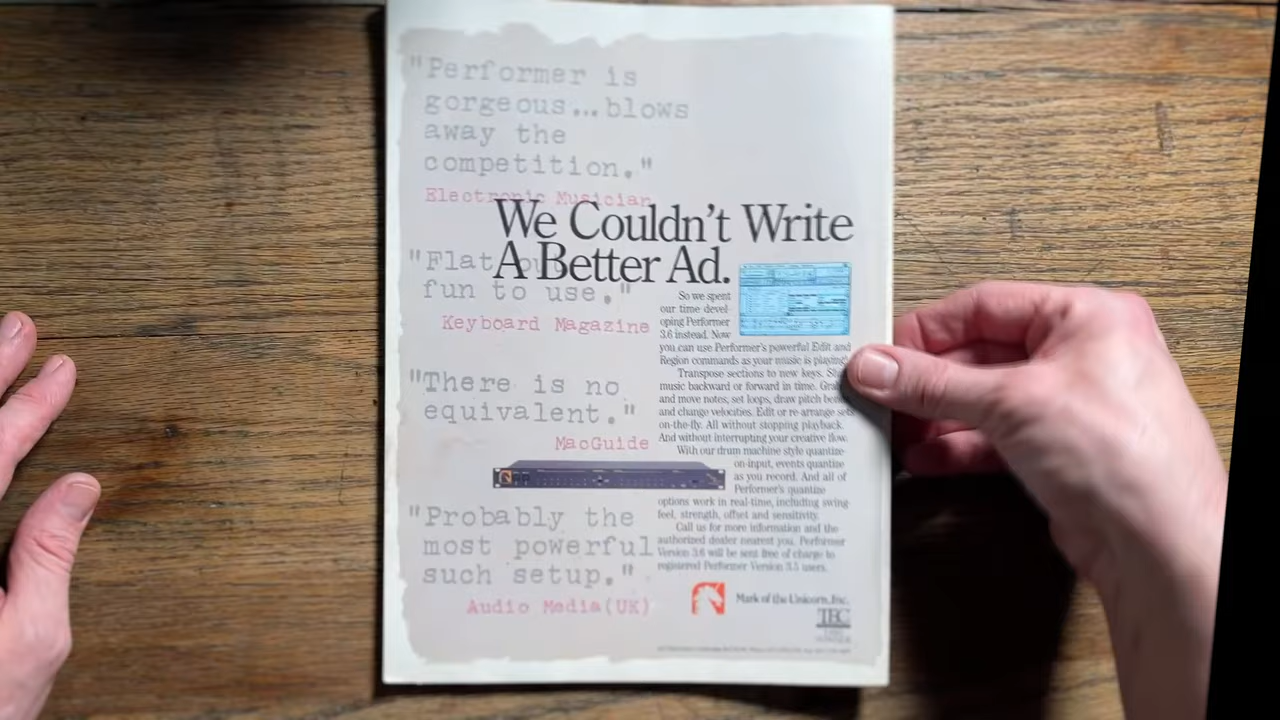 "Performer is
gorgeous...blows
away the
competition."
Electronic Musician
We Couldn't Write
A Better Ad.
"Flat
fun to use."
Keyboard Magazine
"There is no
equivalent."
MacGuide
"Probably the
most powerful
such setup."
Audio Media(UK)
So we spent
our time devel-
oping Performer
3.6 instead. Now
you can use Performer's powerful Edit and
Region commands as your music is playing!
Transpose sections to new keys.
music backward or forward in time.
and move notes, set loops, draw pitch
and change velocities. Edit or re-arrange
on-the-fly. All without stopping playback.
And without interrupting your creative flow.
With our drum machine style quantize
on-input, events quantize
as you record. And all of
Performer's quantize
options work in real-time, including swing
feel, strength, offset and sensitivity.
Call us for more information and the
authorized dealer nearest you. Performer
Version 3.6 will be sent free of charge to
registered Performer Version 3.5 users.
Mark of the Unicorn, Inc.
TEC